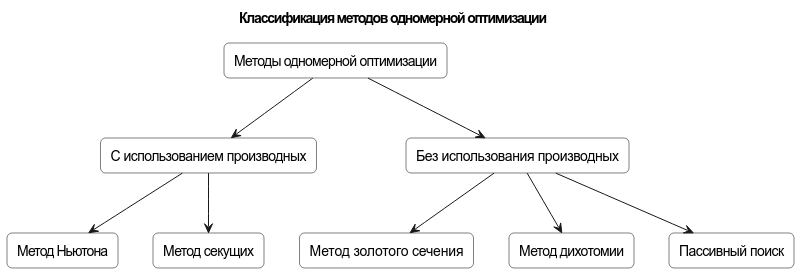 Классификация методов одномерной оптимизации
Методы одномерной оптимизации
С использованием производных
Без использования производных
Метод Ньютона
Метод секущих
Метод золотого сечения
Метод дихотомии
Пассивный поиск